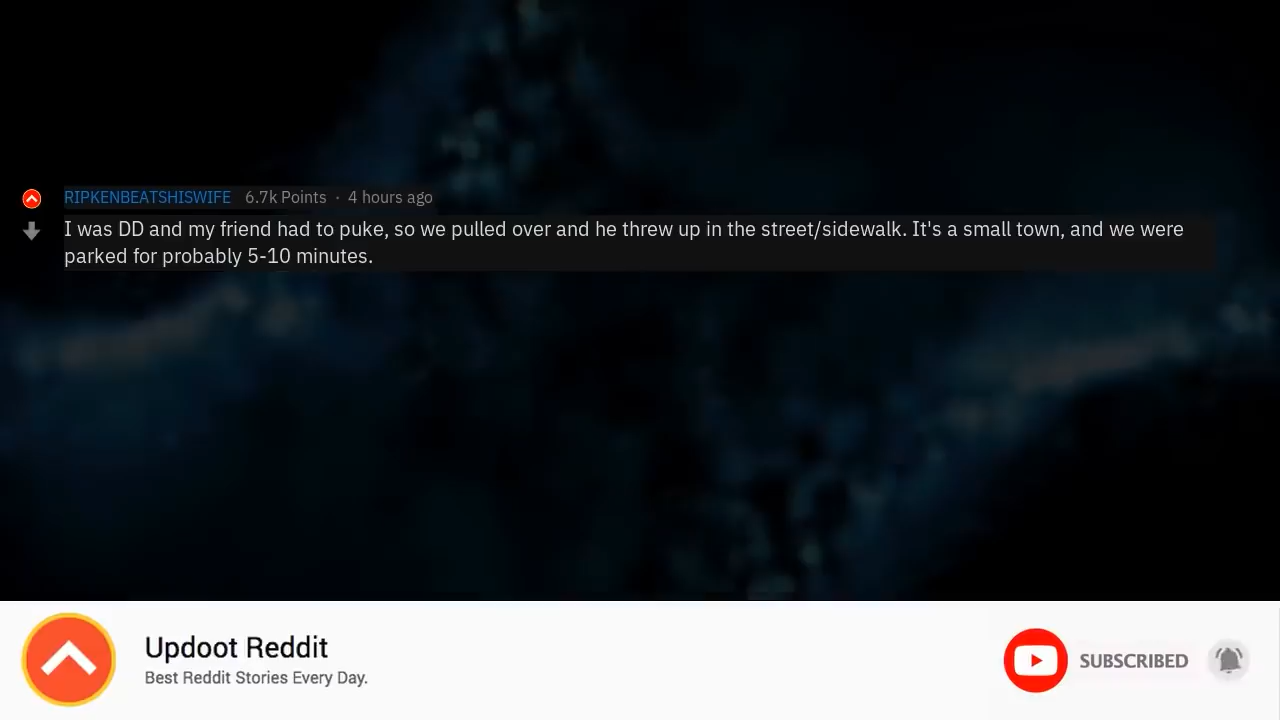 RIPKENBEATSHISWIFE 6.7k Points · 4 hours ago
I was DD and my friend had to puke, so we pulled over and he threw up in the street/sidewalk. It's a small town, and we were
parked for probably 5-10 minutes.
Updoot Reddit
Best Reddit Stories Every Day.
SUBSCRIBED